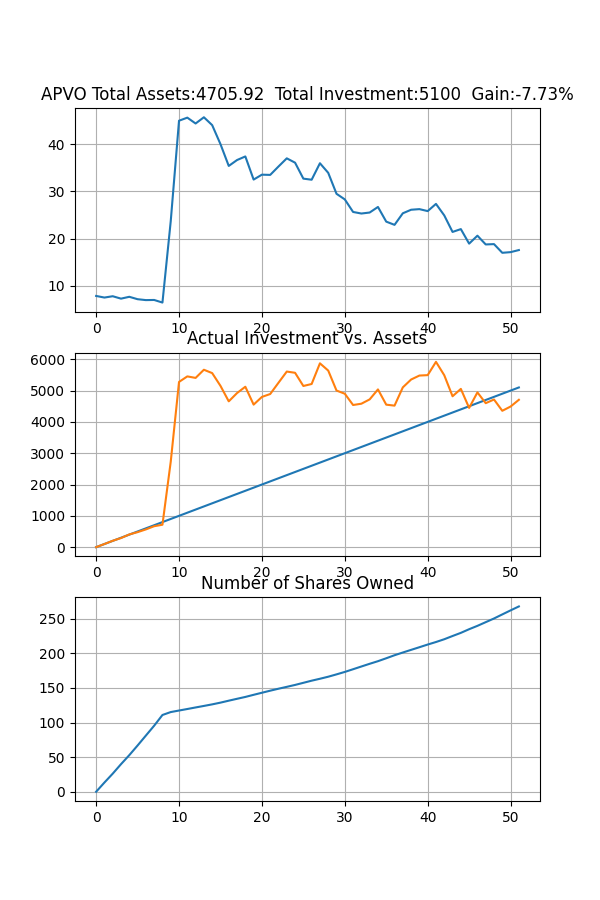 APVO Total Assets:4705.92  Total Investment:5100  Gain:-7.73%
40
30
20
10
0 10 20 30 40 50
Actual Investment vs. Assets
6000
5000
4000
3000
2000
1000
0
0 10 20 30 40 50
Number of Shares Owned
250
200
150
100
50
0
0 10 20 30 40 50